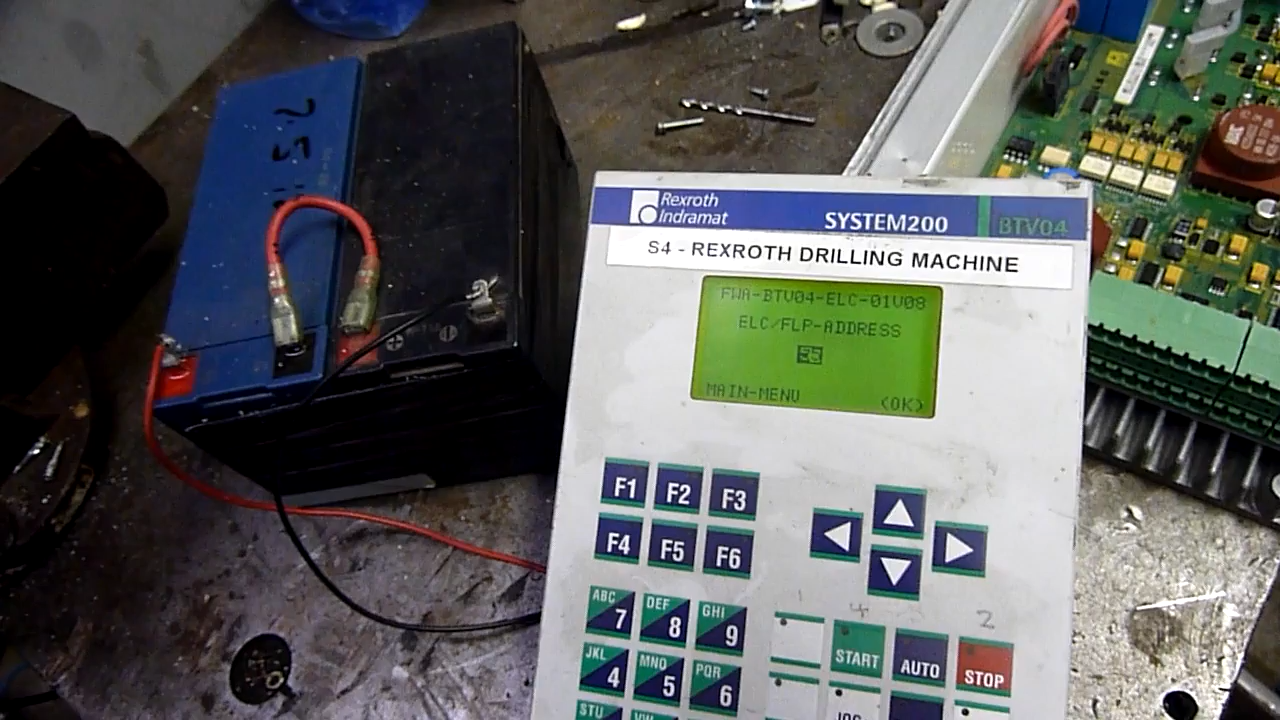 Rexroth
Indramat
SYSTEM200
BTV04
S4 - REXROTH DRILLING MACHINE
FWA-BTV04-ELC-01V08
ELC/FLP-ADDRESS
MAIN-MENU
(OK)
F1 F2 F3
F4 F5 F6
ABC 7 DEF 8 GHI 9
JKL 4 MNO 5 PQR 6
START AUTO STOP
STU
4
2